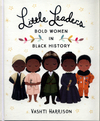 Little Leaders
BOLD WOMEN
IN
BLACK HISTORY
VASHTI HARRISON